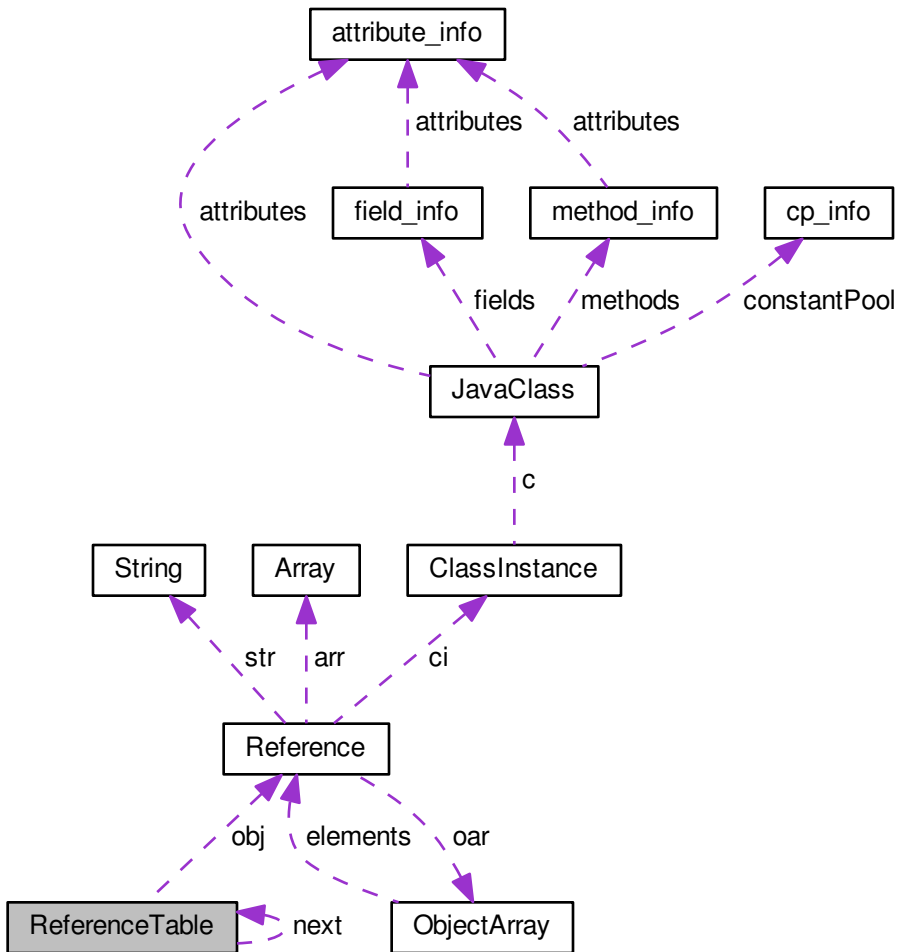 attribute_info
attributes
attributes
attributes
field_info
method_info
cp_info
fields
methods
constantPool
JavaClass
c
String
Array
ClassInstance
str
arr
ci
Reference
obj
elements
oar
ReferenceTable
next
ObjectArray